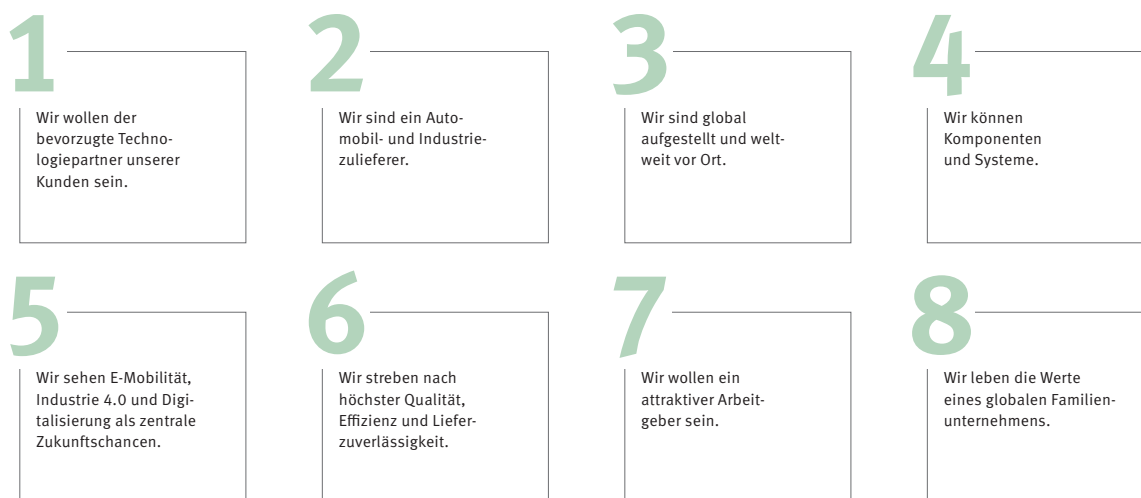 1
Wir wollen der
bevorzugte Techno-
logiepartner unserer
Kunden sein.
2
Wir sind ein Auto-
mobil- und Industrie-
zulieferer.
3
Wir sind global
aufgestellt und welt-
weit vor Ort.
4
Wir können
Komponenten
und Systeme.
5
Wir sehen E-Mobilität,
Industrie 4.0 und Digi-
talisierung als zentrale
Zukunftschancen.
6
Wir streben nach
höchster Qualität,
Effizienz und Liefer-
zuverlässigkeit.
7
Wir wollen ein
attraktiver Arbeit-
geber sein.
8
Wir leben die Werte
eines globalen Familien-
unternehmens.